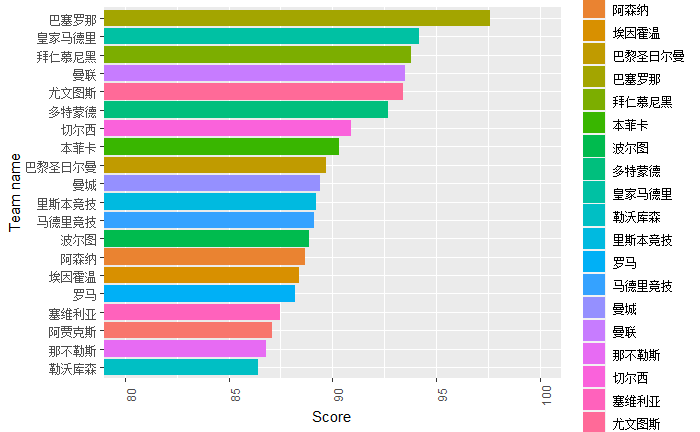 巴塞罗那
皇家马德里
拜仁慕尼黑
曼联
尤文图斯
多特蒙德
切尔西
本菲卡
巴黎圣日尔曼
曼城
里斯本竞技
马德里竞技
波尔图
阿森纳
埃因霍温
罗马
塞维利亚
阿贾克斯
那不勒斯
勒沃库森
Team name
80
85
90
95
100
Score
阿森纳
埃因霍温
巴黎圣日尔曼
巴塞罗那
拜仁慕尼黑
本菲卡
波尔图
多特蒙德
皇家马德里
勒沃库森
里斯本竞技
罗马
马德里竞技
曼城
曼联
那不勒斯
切尔西
塞维利亚
尤文图斯